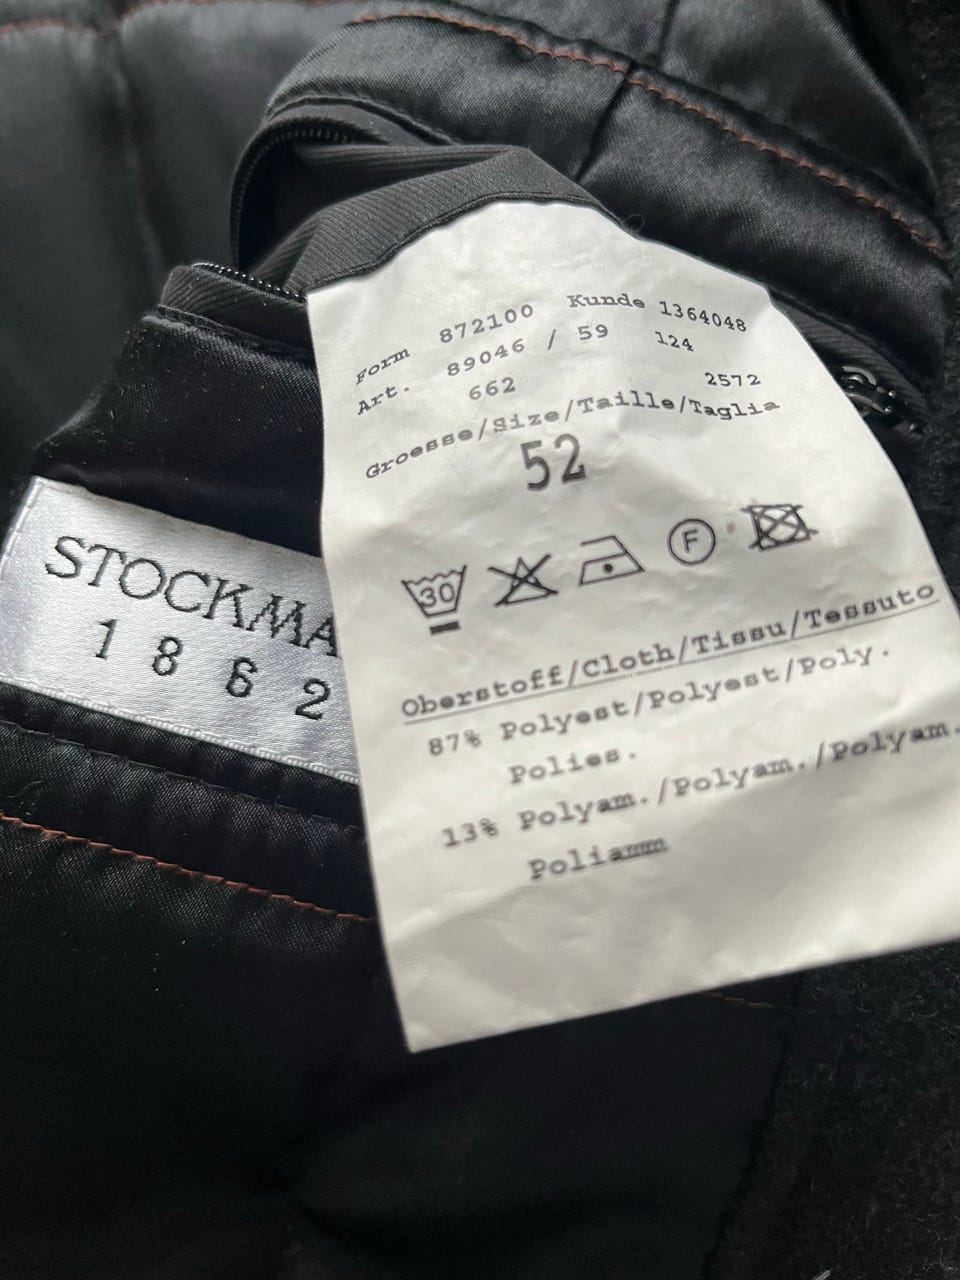 Form 872100 Kunde 1364048
Art. 89046 / 59 124
662 2572
Groesse/Size/Taille/Taglia
52
30
F
Oberstoff/Cloth/Tissu/Tessuto
87% Polyest/Polyest/Poly.
Polies.
13% Polyam./Polyam./Polyam.
Poliamm
STOCKMA
1862